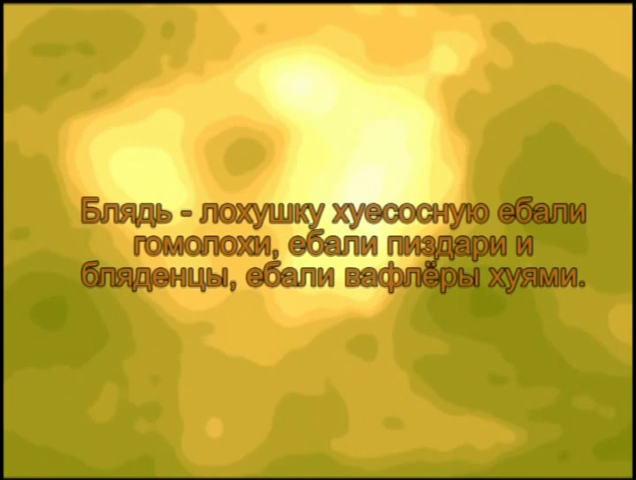 Блядь - лохушку хуесосную ебали
гомолохи, ебали пиздари и
бляденцы, ебали вафлёры хуями.